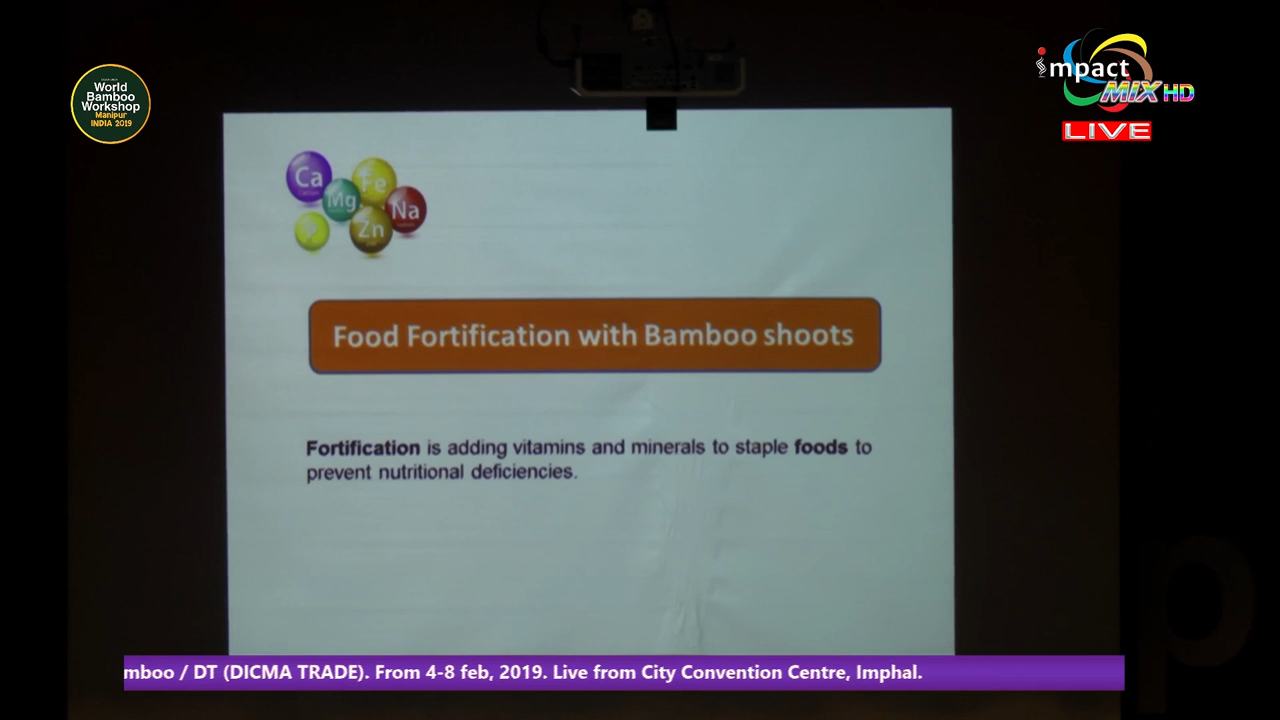 World
Bamboo
Workshop
Manipur
INDIA 2019
impact
MIX HD
LIVE
Ca
Fe
Mg
Na
P
Zn
Food Fortification with Bamboo shoots
Fortification is adding vitamins and minerals to staple foods to
prevent nutritional deficiencies.
mboo / DT (DICMA TRADE). From 4-8 feb, 2019. Live from City Convention Centre, Imphal.